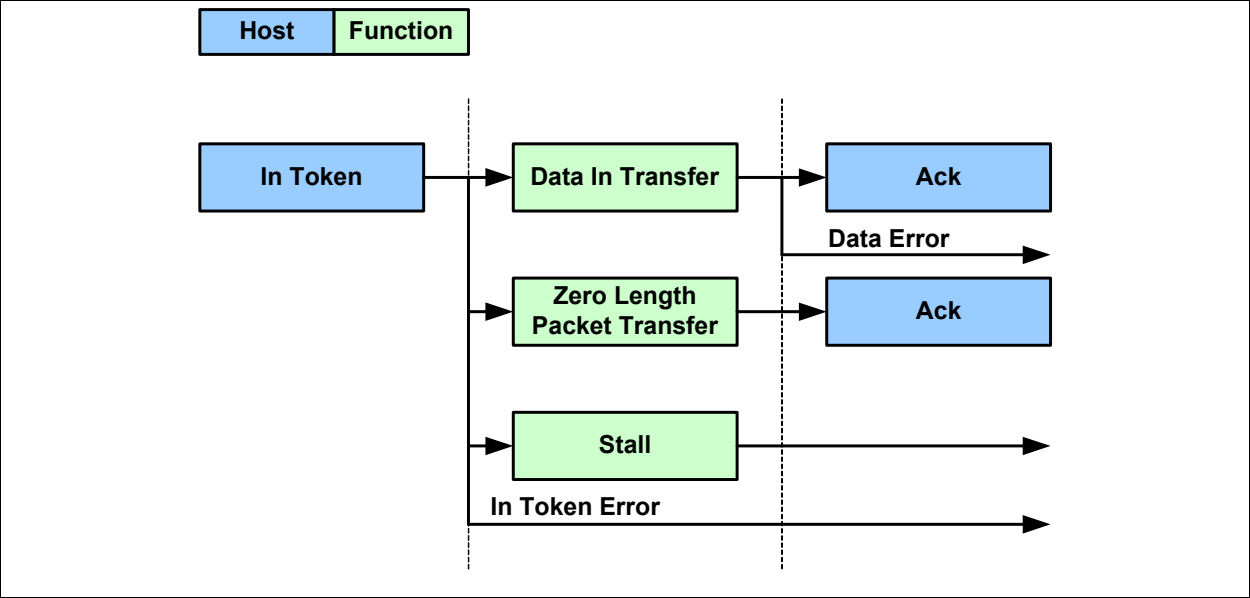 Host
Function
In Token
Data In Transfer
Ack
Data Error
Zero Length
Packet Transfer
Ack
Stall
In Token Error